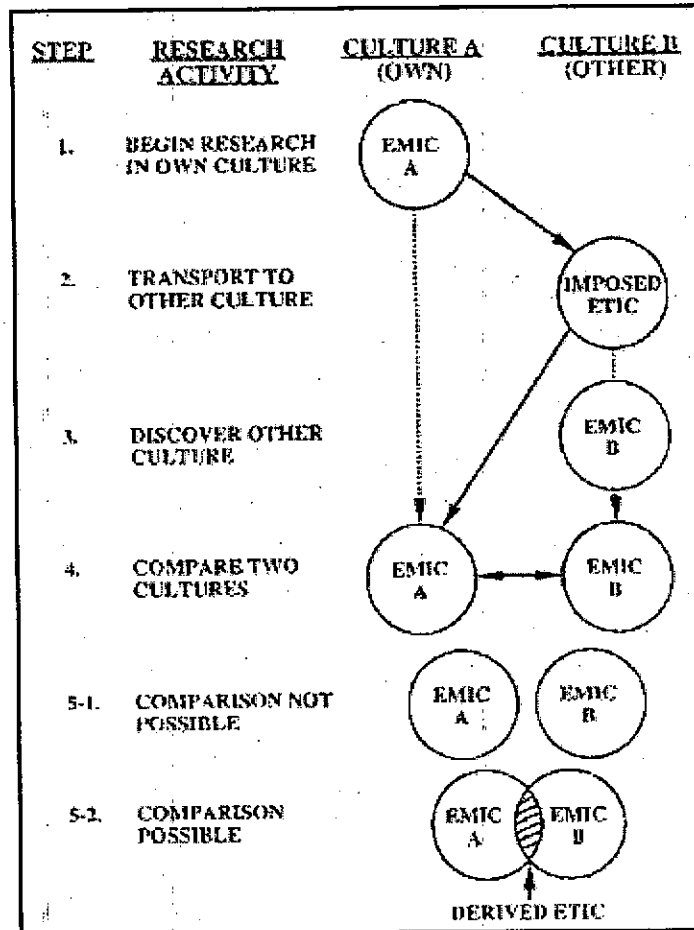 STEP RESEARCH ACTIVITY CULTURE A (OWN) CULTURE B (OTHER)
1. BEGIN RESEARCH IN OWN CULTURE
EMIC A
2. TRANSPORT TO OTHER CULTURE
IMPOSED ETIC
3. DISCOVER OTHER CULTURE
EMIC B
4. COMPARE TWO CULTURES
EMIC A
EMIC B
5-1. COMPARISON NOT POSSIBLE
EMIC A
EMIC B
5-2. COMPARISON POSSIBLE
EMIC A
EMIC B
DERIVED ETIC